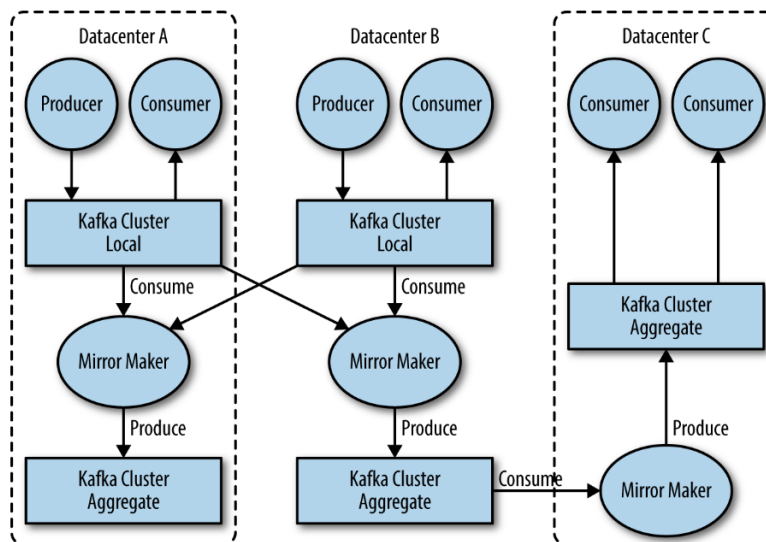 Datacenter A
Producer
Consumer
Kafka Cluster
Local
Consume
Mirror Maker
Produce
Kafka Cluster
Aggregate
Datacenter B
Producer
Consumer
Kafka Cluster
Local
Consume
Mirror Maker
Produce
Kafka Cluster
Aggregate
Consume
Datacenter C
Consumer
Consumer
Kafka Cluster
Aggregate
Produce
Mirror Maker